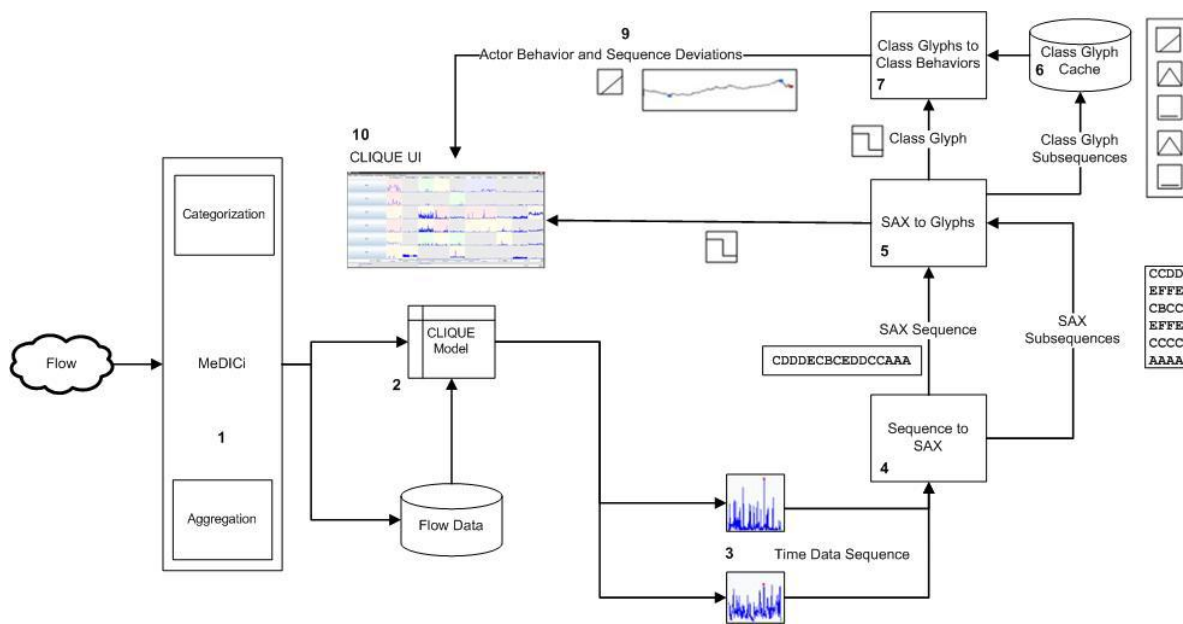 9
Actor Behavior and Sequence Deviations
Class Glyphs to
Class Behaviors
7
Class Glyph
6 Cache
10
CLIQUE UI
Class Glyph
Class Glyph
Subsequences
Categorization
SAX to Glyphs
5
Flow
MeDICi
1
CLIQUE
Model
2
SAX Sequence
SAX
Subsequences
CDDDECBCEDDCCAAA
CCDD
EFFE
CBCC
EFFE
CCCC
AAAA
Sequence to
SAX
4
Aggregation
Flow Data
3 Time Data Sequence